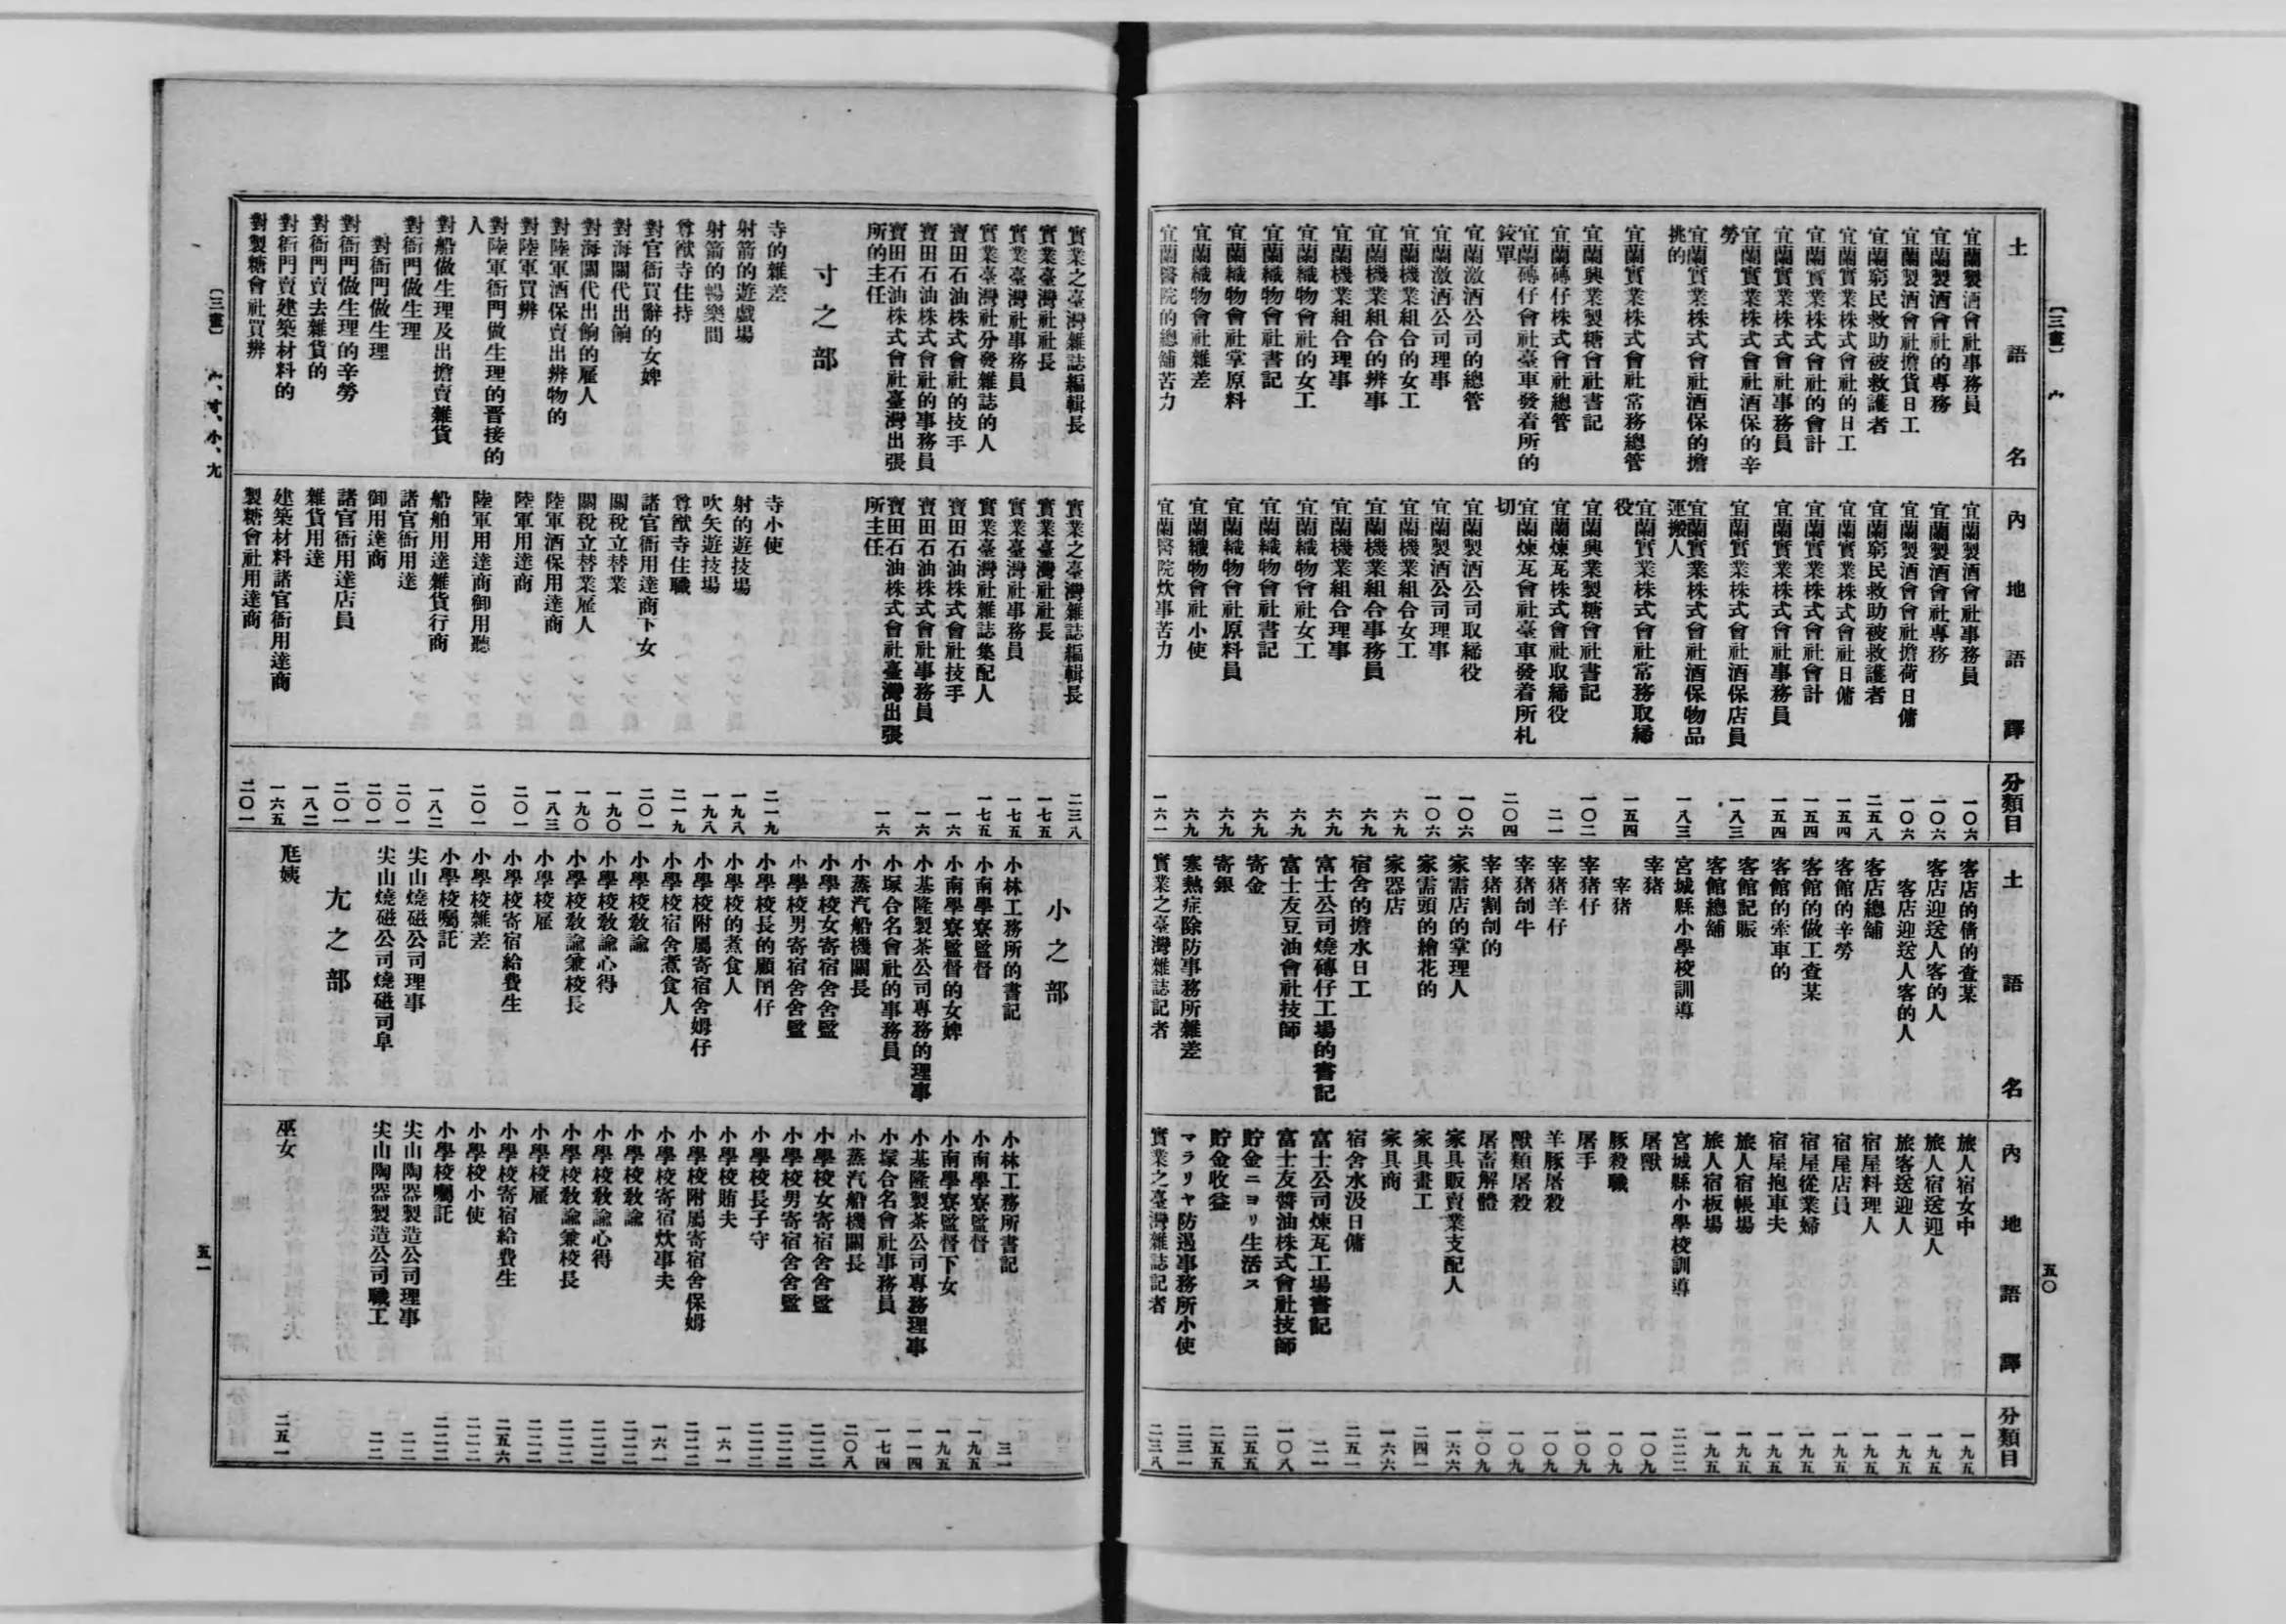 〔三畫〕 宀
土語名 內地語譯 分類目
宜蘭製酒會社事務員 宜蘭製酒會社事務員 一〇六
宜蘭製酒會社的專務 宜蘭製酒會社專務 一〇六
宜蘭製酒會社擔貨日工 宜蘭製酒會會社擔荷日傭 一〇六
宜蘭窮民救助被救護者 宜蘭窮民救助被救護者 二五八
宜蘭實業株式會社的日工 宜蘭實業株式會社日傭 一五四
宜蘭實業株式會社的會計 宜蘭實業株式會社會計 一五四
宜蘭實業株式會社事務員 宜蘭實業株式會社事務員 一五四
宜蘭實業株式會社酒保的辛
勞 宜蘭實業株式會社酒保店員 一八三
宜蘭實業株式會社酒保的擔
挑的 宜蘭實業株式會社酒保物品
運搬人 一八三
宜蘭實業株式會社常務總管 宜蘭實業株式會社常務取締
役 一五四
宜蘭興業製糖會社書記 宜蘭興業製糖會社書記 一〇二
宜蘭磚仔株式會社總管 宜蘭煉瓦株式會社取締役 二一
宜蘭磚仔會社臺車發着所的
鉸單 宜蘭煉瓦會社臺車發着所札
切 二〇四
宜蘭激酒公司的總管 宜蘭製酒公司取締役 一〇六
宜蘭激酒公司理事 宜蘭製酒公司理事 一〇六
宜蘭機業組合的女工 宜蘭機業組合女工 六九
宜蘭機業組合的辨事 宜蘭機業組合事務員 六九
宜蘭機業組合理事 宜蘭機業組合理事 六九
宜蘭織物會社的女工 宜蘭織物會社女工 六九
宜蘭織物會社書記 宜蘭織物會社書記 六九
宜蘭織物會社掌原料 宜蘭織物會社原料員 六九
宜蘭織物會社雜差 宜蘭織物會社小使 六九
宜蘭醫院的總舖苦力 宜蘭醫院炊事苦力 一六一
土語名 內地語譯 分類目
客店的偆的查某 旅人宿女中 一九五
客店迎送人客的人 旅人宿送迎人 一九五
客店迎送人客的人 旅客送迎人 一九五
客店總舖 宿屋料理人 一九五
客館的辛勞 宿屋店員 一九五
客館的做工查某 宿屋從業婦 一九五
客館的牽車的 宿屋抱車夫 一九五
客館記賬 旅人宿帳場 一九五
客館總舖 旅人宿板場 一九五
宮城縣小學校訓導 宮城縣小學校訓導 二二二
宰猪 屠獸 一〇九
宰猪 豚殺職 一〇九
宰猪仔 屠手 一〇九
宰猪羊仔 羊豚屠殺 一〇九
宰猪刣牛 獸類屠殺 一〇九
宰猪割刣的 屠畜解體 一〇九
家需店的掌理人 家具販賣業支配人 一六六
家需頭的繪花的 家具畫工 二四一
家器店 家具商 一六六
宿舍的擔水日工 宿舍水汲日傭 二五一
富士公司燒磚仔工場的書記 富士公司煉瓦工場書記 二一
富士友豆油會社技師 富士友醬油株式會社技師 一〇八
寄金 貯金ニヨリ生活ス 二五五
寄銀 貯金收益 二五五
寒熱症除防事務所雜差 マラリヤ防遏事務所小使 二三一
實業之臺灣雜誌記者 實業之臺灣雜誌記者 二三八
五〇
實業之臺灣雜誌編輯長 實業之臺灣雜誌編輯長 二三八
實業臺灣社社長 實業臺灣社社長 一七五
實業臺灣社事務員 實業臺灣社事務員 一七五
實業臺灣社分發雜誌的人 實業臺灣社雜誌集配人 一七五
寶田石油株式會社的技手 寶田石油株式會社技手 一六
寶田石油株式會社的事務員 寶田石油株式會社事務員 一六
寶田石油株式會社臺灣出張
所的主任 寶田石油株式會社臺灣出張
所主任 一六
寸之部
寺的雜差 寺小使 二一九
射箭的遊戲場 射的遊技場 一九八
射箭的暢樂間 吹矢遊技場 一九八
尊猷寺住持 尊猷寺住職 二一九
對官衙買辭的女婢 諸官衙用達商下女 二〇一
對海關代出餉 關稅立替業 一九〇
對海關代出餉的雇人 關稅立替業雇人 一九〇
對陸軍酒保賣出辨物的 陸軍酒保用達商 一八三
對陸軍買辨 陸軍用達商 二〇一
對陸軍衙門做生理的晋接的
人 陸軍用達商御用聽 二〇一
對船做生理及出擔賣雜貨 船舶用達雜貨行商 一八二
對衙門做生理 諸官衙用達 二〇一
對衙門做生理 御用達商 二〇一
對衙門做生理的辛勞 諸官衙用達店員 二〇一
對衙門賣去雜貨的 雜貨用達 一八二
對衙門賣建築材料的 建築材料諸官衙用達商 一六五
對製糖會社買辨 製糖會社用達商 二〇一
小之部
小林工務所的書記 小林工務所書記 三一
小南學寮監督 小南學寮監督 一九五
小南學寮監督的女婢 小南學寮監督下女 一九五
小基隆製茶公司專務的理事 小基隆製茶公司專務理事 一一四
小塚合名會社的事務員 小塚合名會社事務員 一七四
小蒸汽船機關長 小蒸汽船機關長 二〇八
小學校女寄宿舍舍監 小學校女寄宿舍舍監 二二二
小學校男寄宿舍舍監 小學校男寄宿舍舍監 二二二
小學校長的顧囝仔 小學校長子守 二二二
小學校的煮食人 小學校賄夫 一六一
小學校附屬寄宿舍姆仔 小學校附屬寄宿舍保姆 二二二
小學校宿舍煮食人 小學校寄宿炊事夫 一六一
小學校敎諭 小學校敎諭 二二二
小學校敎諭心得 小學校敎諭心得 二二二
小學校敎諭兼校長 小學校敎諭兼校長 二二二
小學校雇 小學校雇 二二二
小學校寄宿給費生 小學校寄宿給費生 二五六
小學校雜差 小學校小使 二二二
小學校囑託 小學校囑託 二二二
尖山燒磁公司理事 尖山陶器製造公司理事 二二
尖山燒磁公司燒磁司阜 尖山陶器製造公司職工 二二
尢之部
尫姨 巫女 二五一
〔三畫〕 宀、寸、小、尢
五一